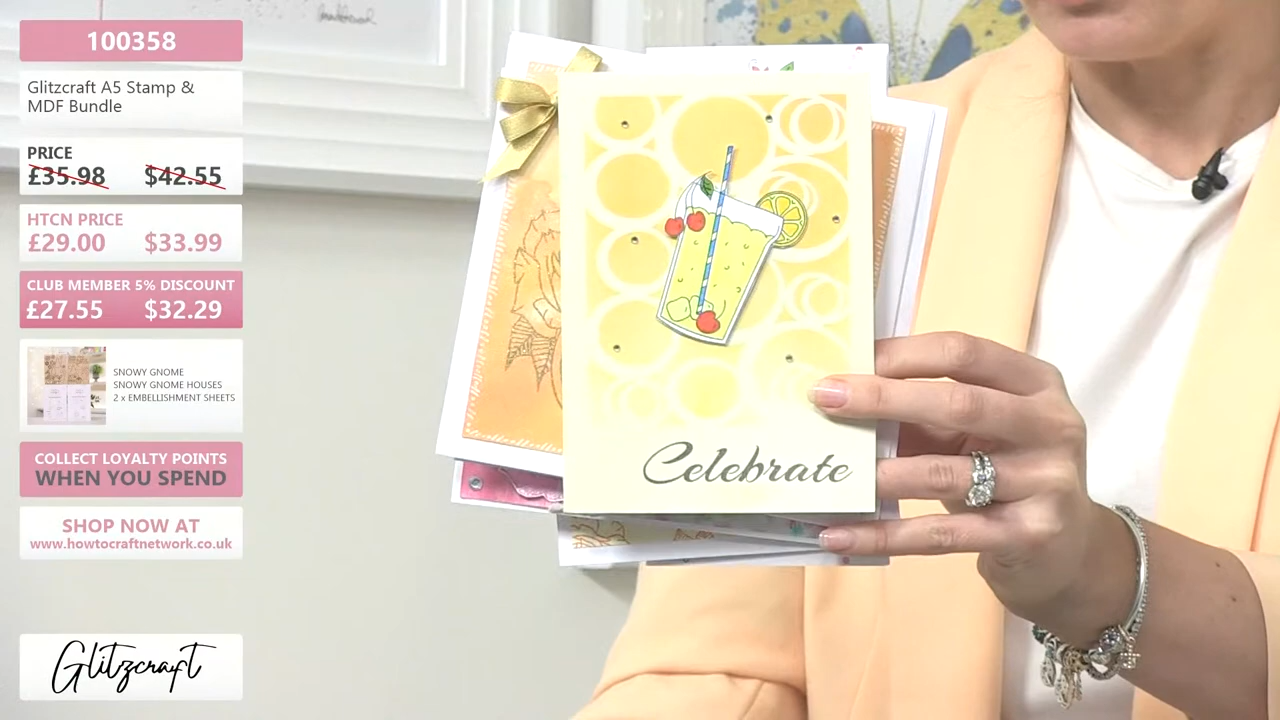 100358
Glitzcraft A5 Stamp &
MDF Bundle
PRICE
£35.98 $42.55
HTCN PRICE
£29.00 $33.99
CLUB MEMBER 5% DISCOUNT
£27.55 $32.29
SNOWY GNOME
SNOWY GNOME HOUSES
2 x EMBELLISHMENT SHEETS
COLLECT LOYALTY POINTS
WHEN YOU SPEND
SHOP NOW AT
www.howtocraftnetwork.co.uk
Glitzcraft
Celebrate